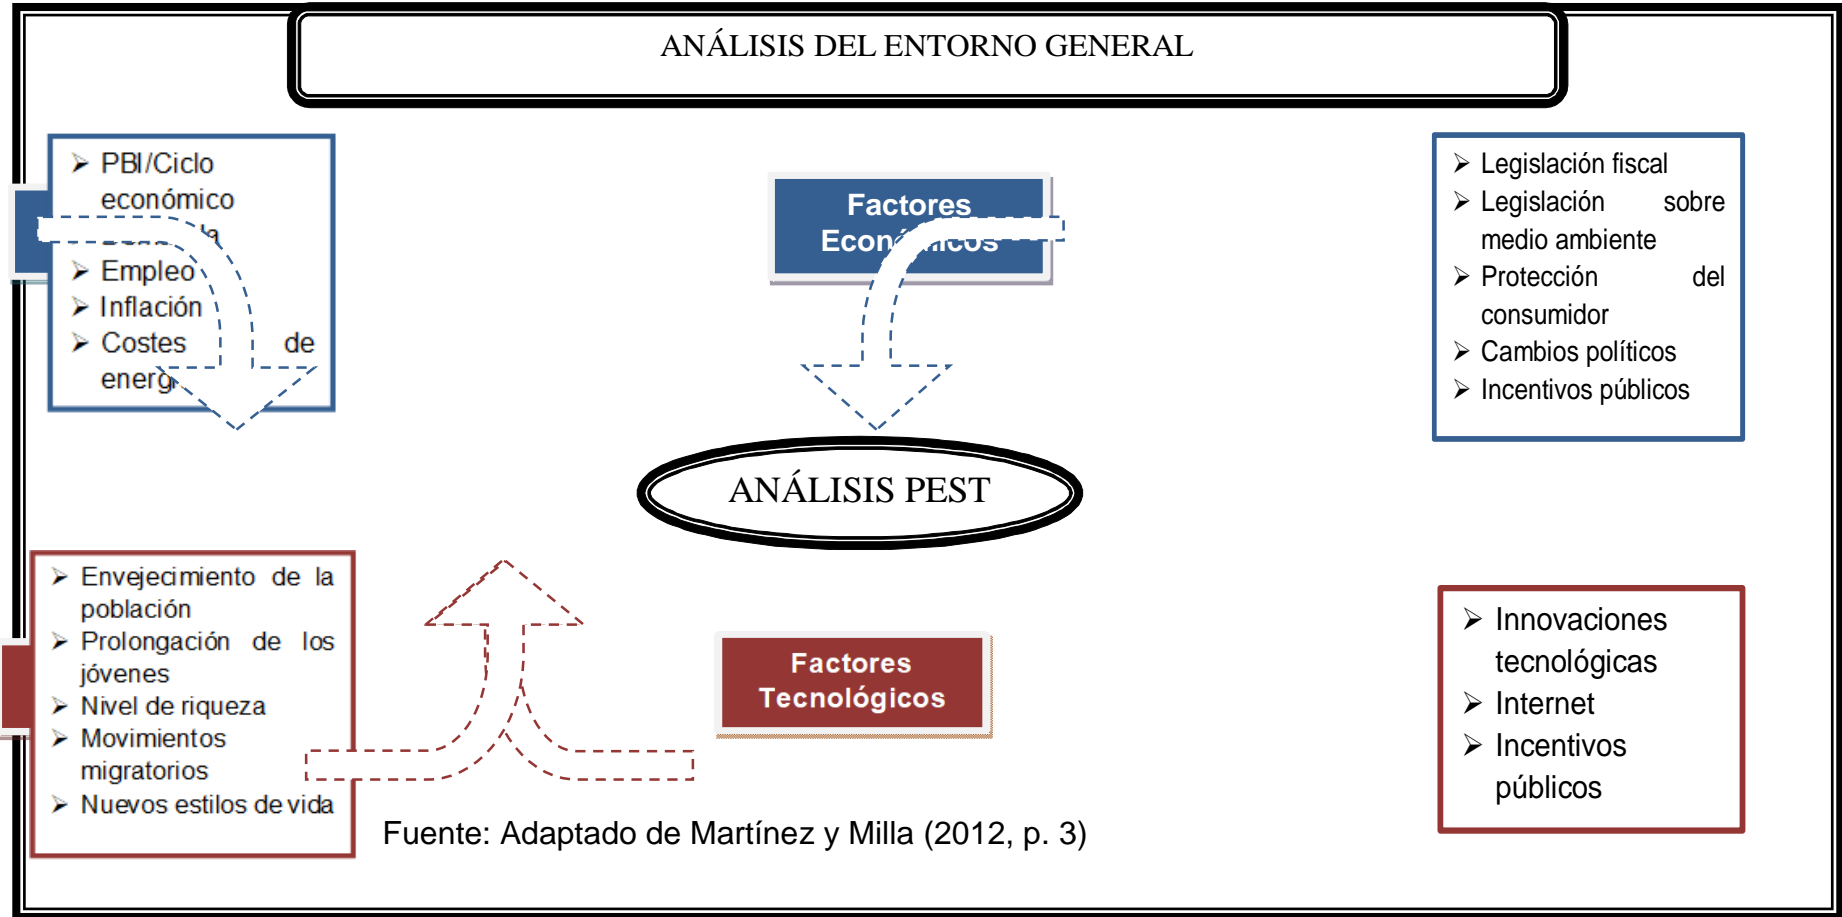 ANÁLISIS DEL ENTORNO GENERAL
➢ PBI/Ciclo
económico
➢ Empleo
➢ Inflación
➢ Costes de
Factores
Económicos
➢ Legislación fiscal
➢ Legislación sobre
medio ambiente
➢ Protección del
consumidor
➢ Cambios políticos
➢ Incentivos públicos
ANÁLISIS PEST
➢ Envejecimiento de la
población
➢ Prolongación de los
jóvenes
➢ Nivel de riqueza
➢ Movimientos
migratorios
➢ Nuevos estilos de vida
Factores
Tecnológicos
➢ Innovaciones
tecnológicas
➢ Internet
➢ Incentivos
públicos
Fuente: Adaptado de Martínez y Milla (2012, p. 3)